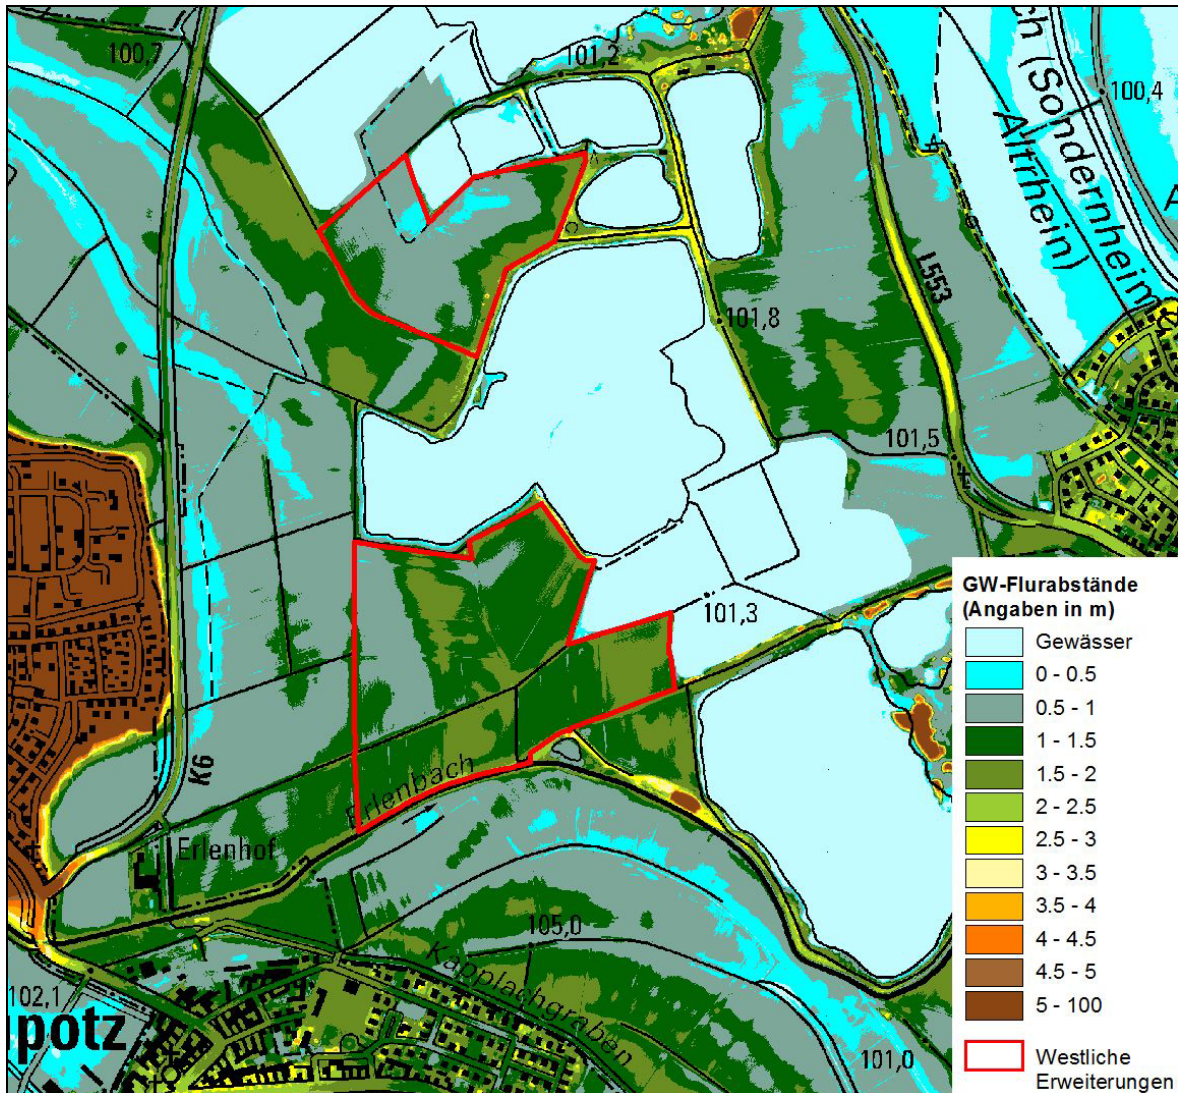 100,7
101,2
100,4
ch (Sondernheim
Altrhein)
A
L553
101,8
101,5
101,3
K6
Erlenbach
Erlenhof
105,0
Kapplachgraben
102,1
potz
101,0
GW-Flurabstände
(Angaben in m)
Gewässer
0 - 0.5
0.5 - 1
1 - 1.5
1.5 - 2
2 - 2.5
2.5 - 3
3 - 3.5
3.5 - 4
4 - 4.5
4.5 - 5
5 - 100
Westliche
Erweiterungen